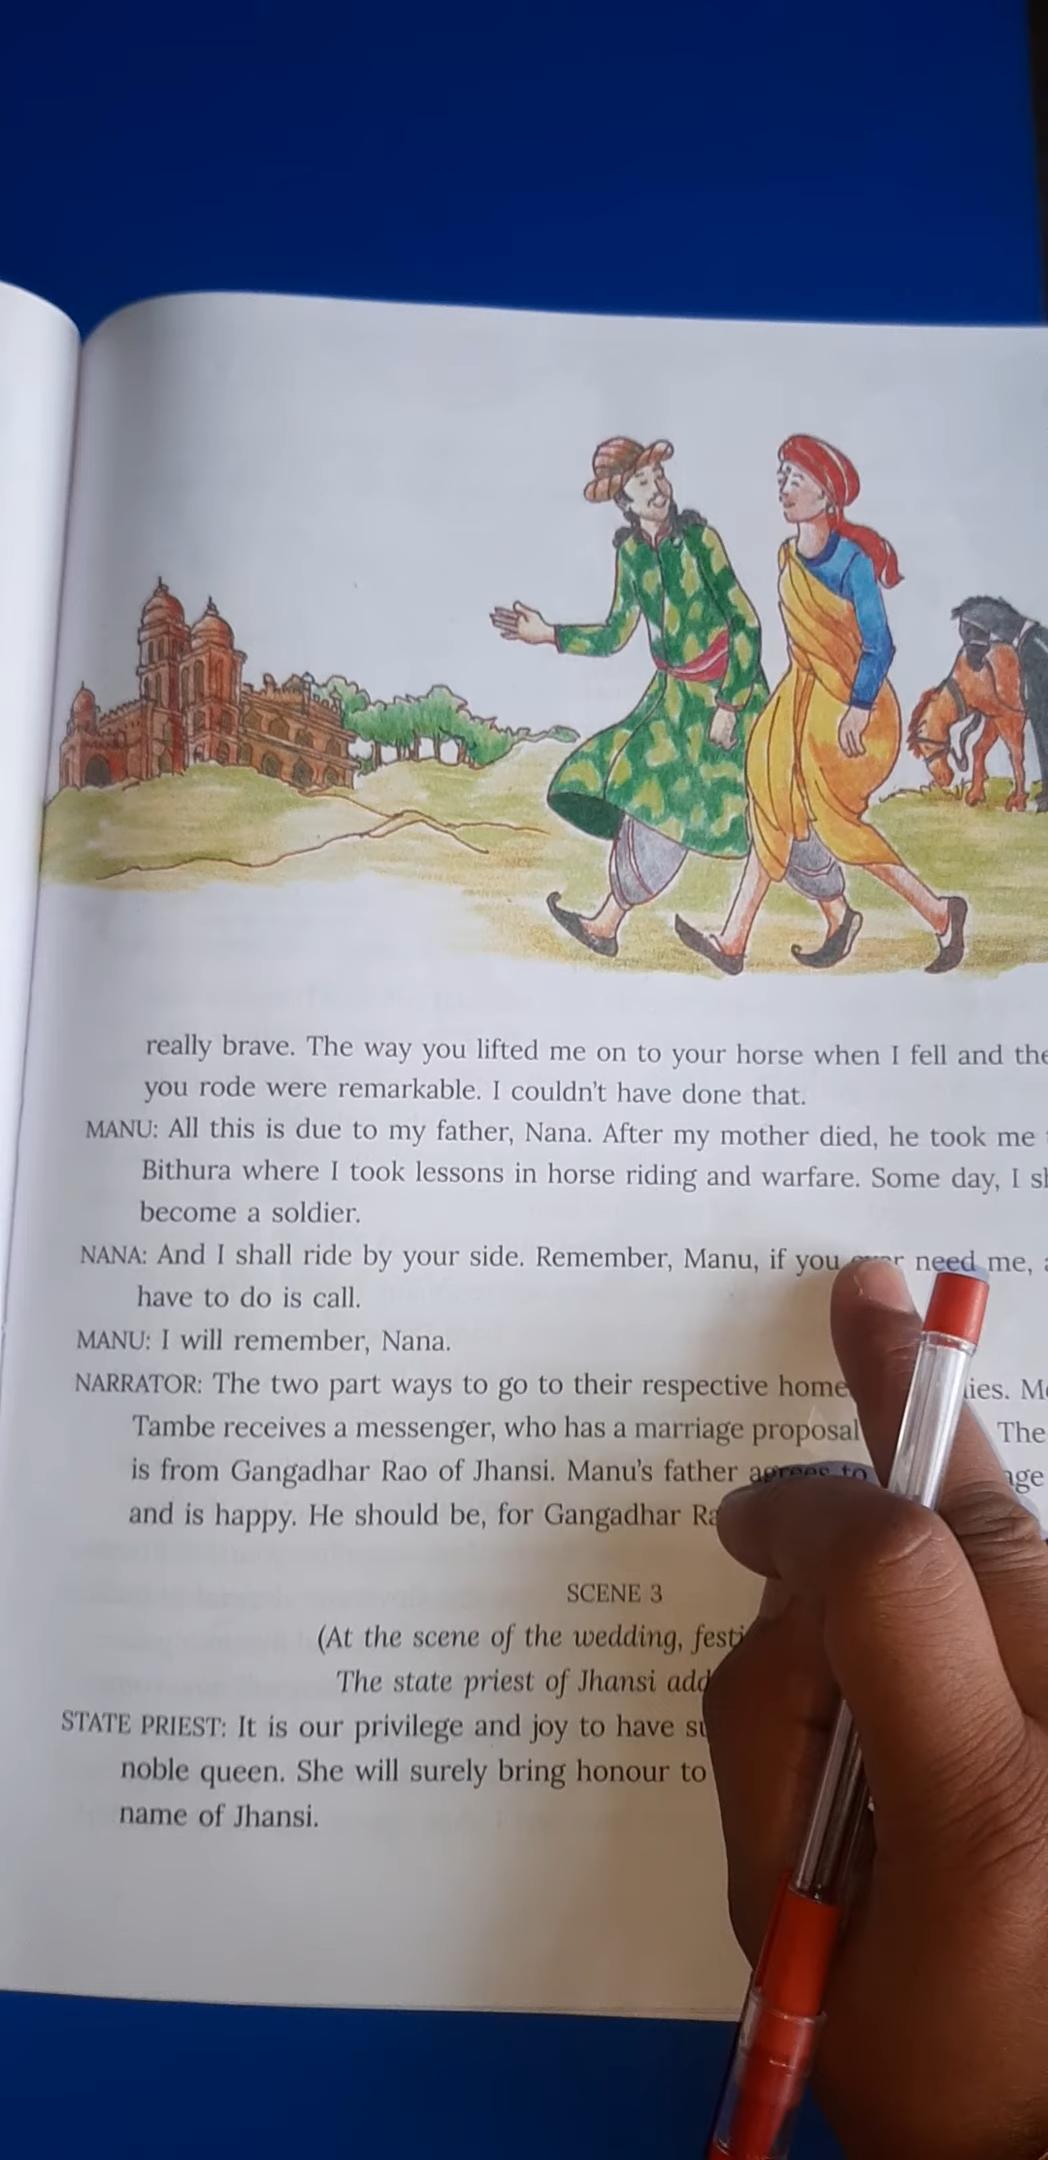 really brave. The way you lifted me on to your horse when I fell and
you rode were remarkable. I couldn't have done that.
MANU: All this is due to my father, Nana. After my mother died, he took me
Bithura where I took lessons in horse riding and warfare. Some day, I
become a soldier.
NANA: And I shall ride by your side. Remember, Manu, if you need me,
have to do is call.
MANU: I will remember, Nana.
NARRATOR: The two part ways to go to their respective
Tambe receives a messenger, who has a marriage proposal The
is from Gangadhar Rao of Jhansi. Manu's father agrees to
and is happy. He should be, for Gangadhar
SCENE 3
(At the scene of the wedding,
The state priest of Jhansi
STATE PRIEST: It is our privilege and joy to have
noble queen. She will surely bring honour to
name of Jhansi.